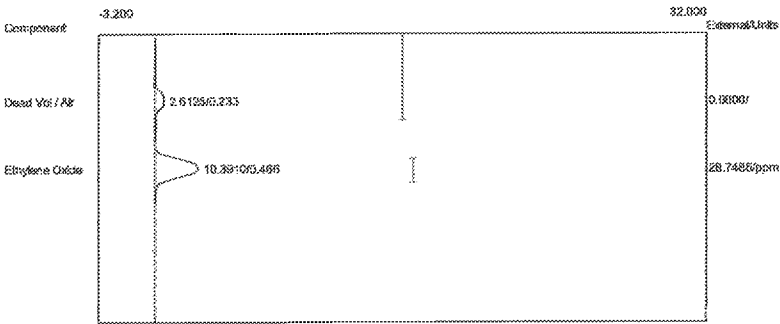 -3.200 32.000
Component External/Units
Dead Vol / Air 2.6125/0.233 0.0000/
Ethylene Oxide 10.3910/0.466 28.7485/ppm